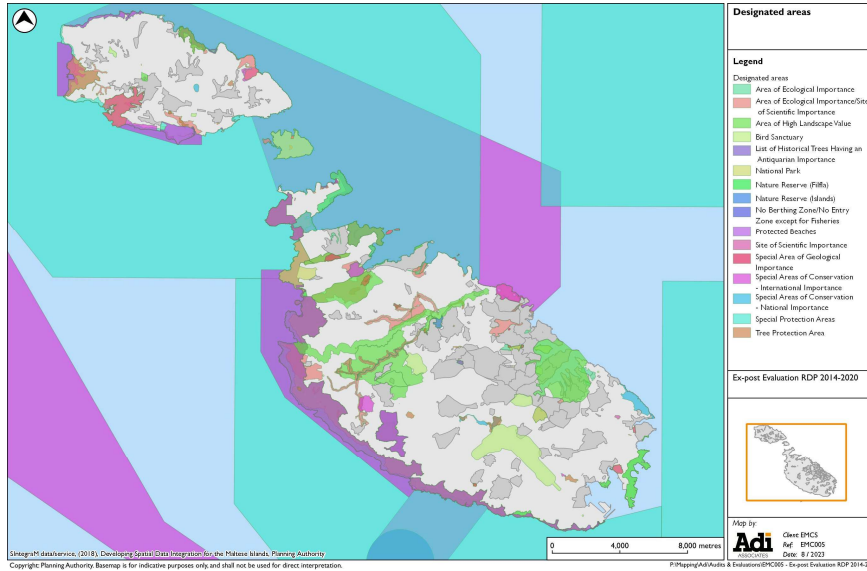 Designated areas
Legend
Designated areas
Area of Ecological Importance
Area of Ecological Importance/Site
of Scientific Importance
Area of High Landscape Value
Bird Sanctuary
List of Historical Trees Having an
Antiquarian Importance
National Park
Nature Reserve (Filfla)
Nature Reserve (Islands)
No Berthing Zone/No Entry
Zone except for Fisheries
Protected Beaches
Site of Scientific Importance
Special Area of Geological
Importance
Special Areas of Conservation
- International Importance
Special Areas of Conservation
- National Importance
Special Protection Areas
Tree Protection Area
Ex-post Evaluation RDP 2014-2020
Map by:
Adi
ASSOCIATES
Client: EMCS
Ref: EMC005
Date: 8 / 2023
0 4,000 8,000 metres
SIntegraM data/service, (2018), Developing Spatial Data Integration for the Maltese Islands, Planning Authority
Copyright: Planning Authority. Basemap is for indicative purposes only, and shall not be used for direct interpretation.
P:\Mapping\Adi\Audits & Evaluations\EMC005 - Ex-post Evaluation RDP 2014-2